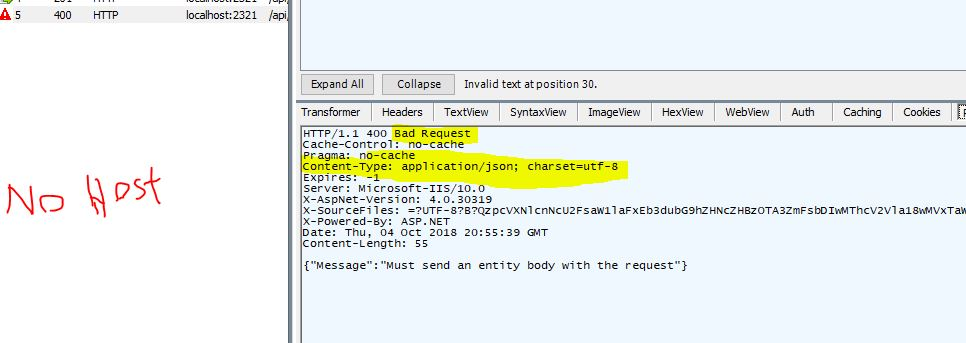 4 201 HTTP localhost:2321 /api,
5 400 HTTP localhost:2321 /api,
No Host
Expand All Collapse Invalid text at position 30.
Transformer Headers TextView SyntaxView ImageView HexView WebView Auth Caching Cookies
HTTP/1.1 400 Bad Request
Cache-Control: no-cache
Pragma: no-cache
Content-Type: application/json; charset=utf-8
Expires: -1
Server: Microsoft-IIS/10.0
X-AspNet-Version: 4.0.30319
X-SourceFiles: =?UTF-8?B?
X-Powered-By: ASP.NET
Date: Thu, 04 Oct 2018 20:55:39 GMT
Content-Length: 55
{"Message":"Must send an entity body with the request"}